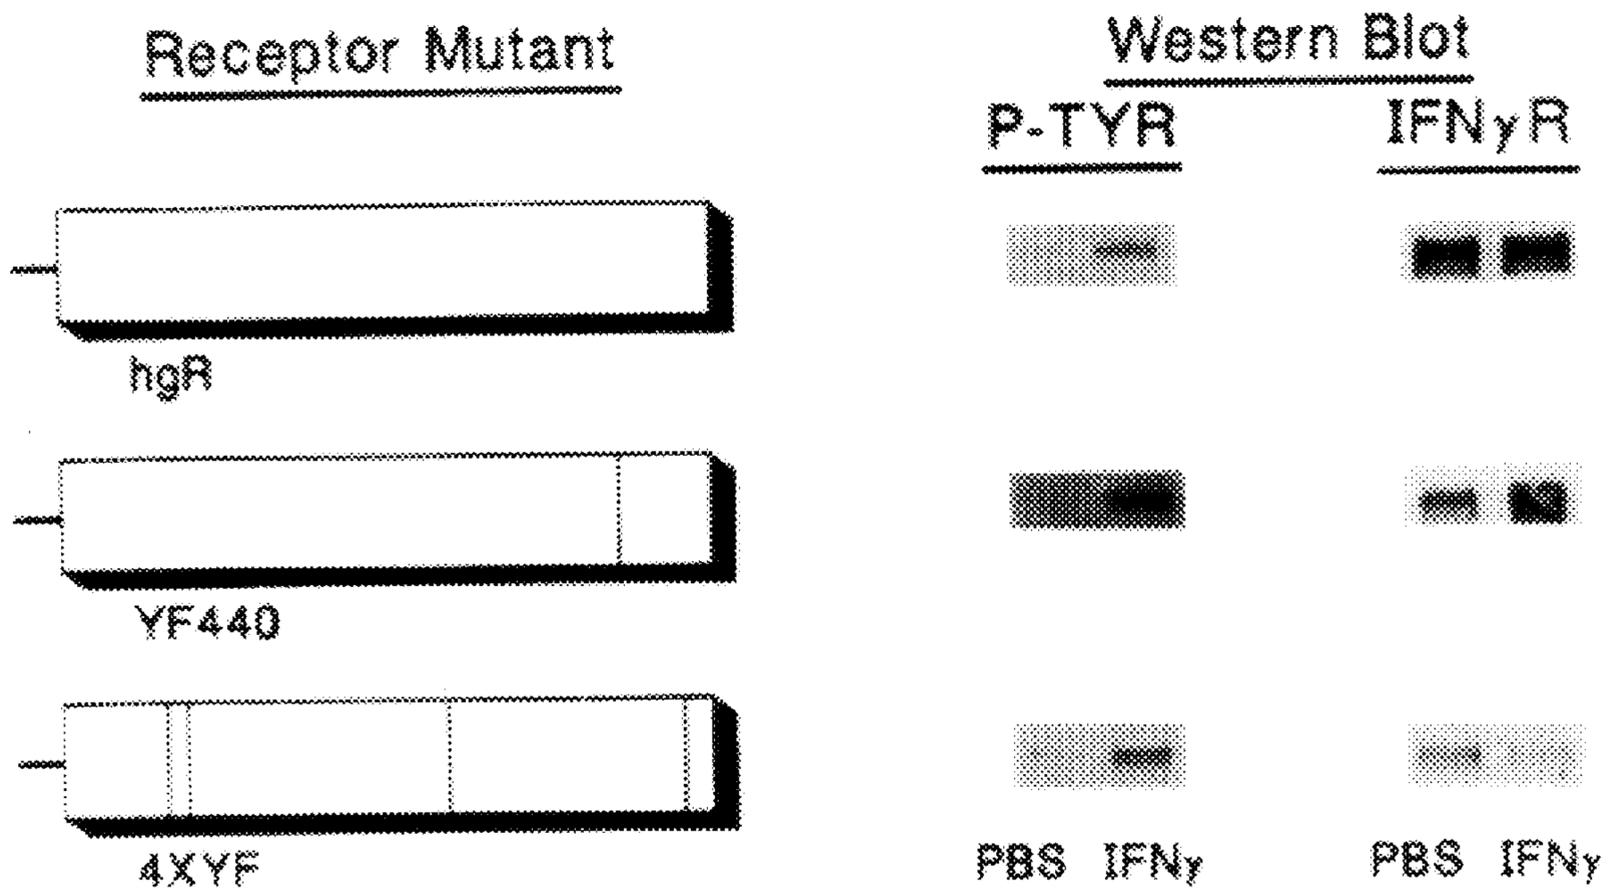 Receptor Mutant
Western Blot
P-TYR IFNγR
hgR
YF440
4XYF
PBS IFNγ PBS IFNγ